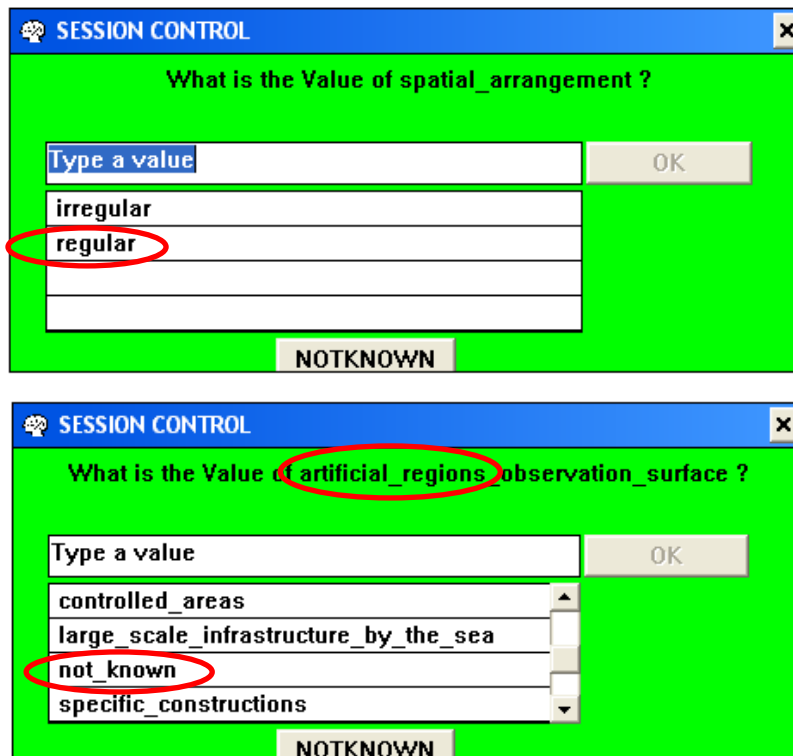 SESSION CONTROL
What is the Value of spatial_arrangement ?
Type a value
OK
irregular
regular
NOTKNOWN
SESSION CONTROL
What is the Value of artificial_regions_observation_surface ?
Type a value
OK
controlled_areas
large_scale_infrastructure_by_the_sea
not_known
specific_constructions
NOTKNOWN